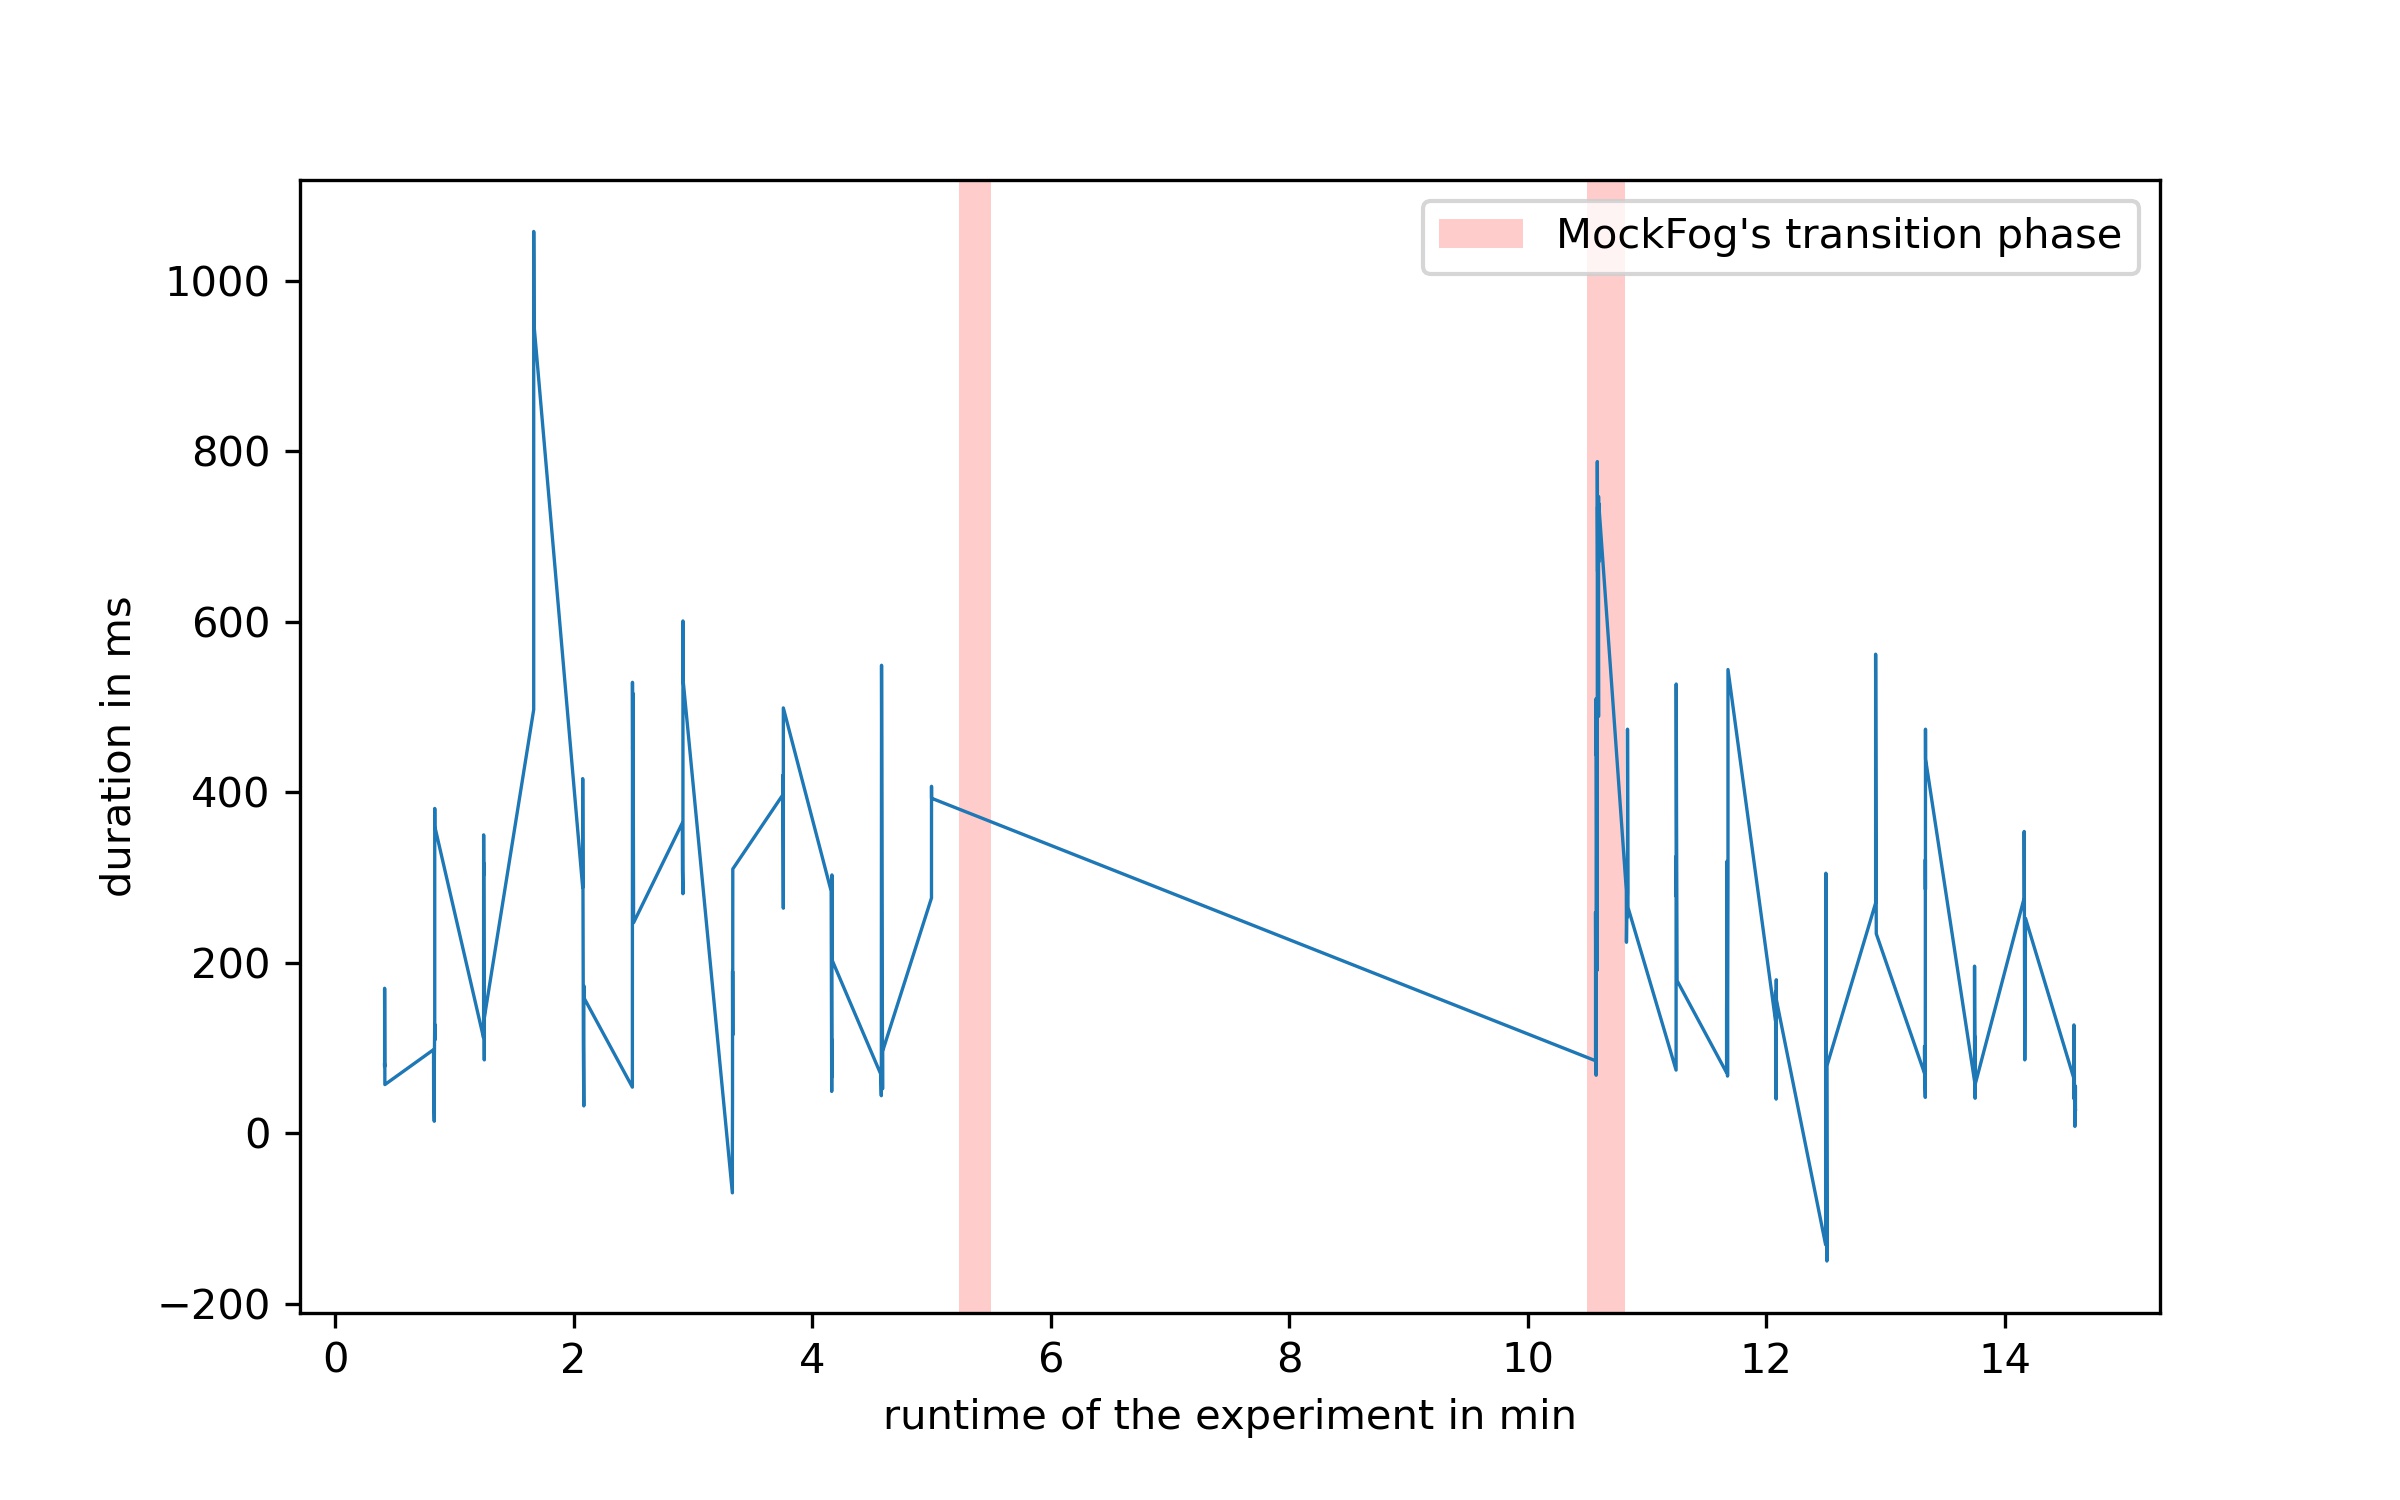 MockFog's transition phase
1000
800
600
400
200
0
−200
duration in ms
0 2 4 6 8 10 12 14
runtime of the experiment in min